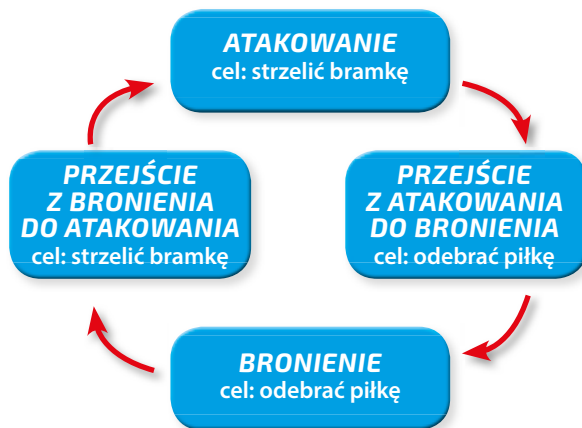 ATAKOWANIE
cel: strzelić bramkę
PRZEJŚCIE
Z BRONIENIA
DO ATAKOWANIA
cel: strzelić bramkę
PRZEJŚCIE
Z ATAKOWANIA
DO BRONIENIA
cel: odebrać piłkę
BRONIENIE
cel: odebrać piłkę